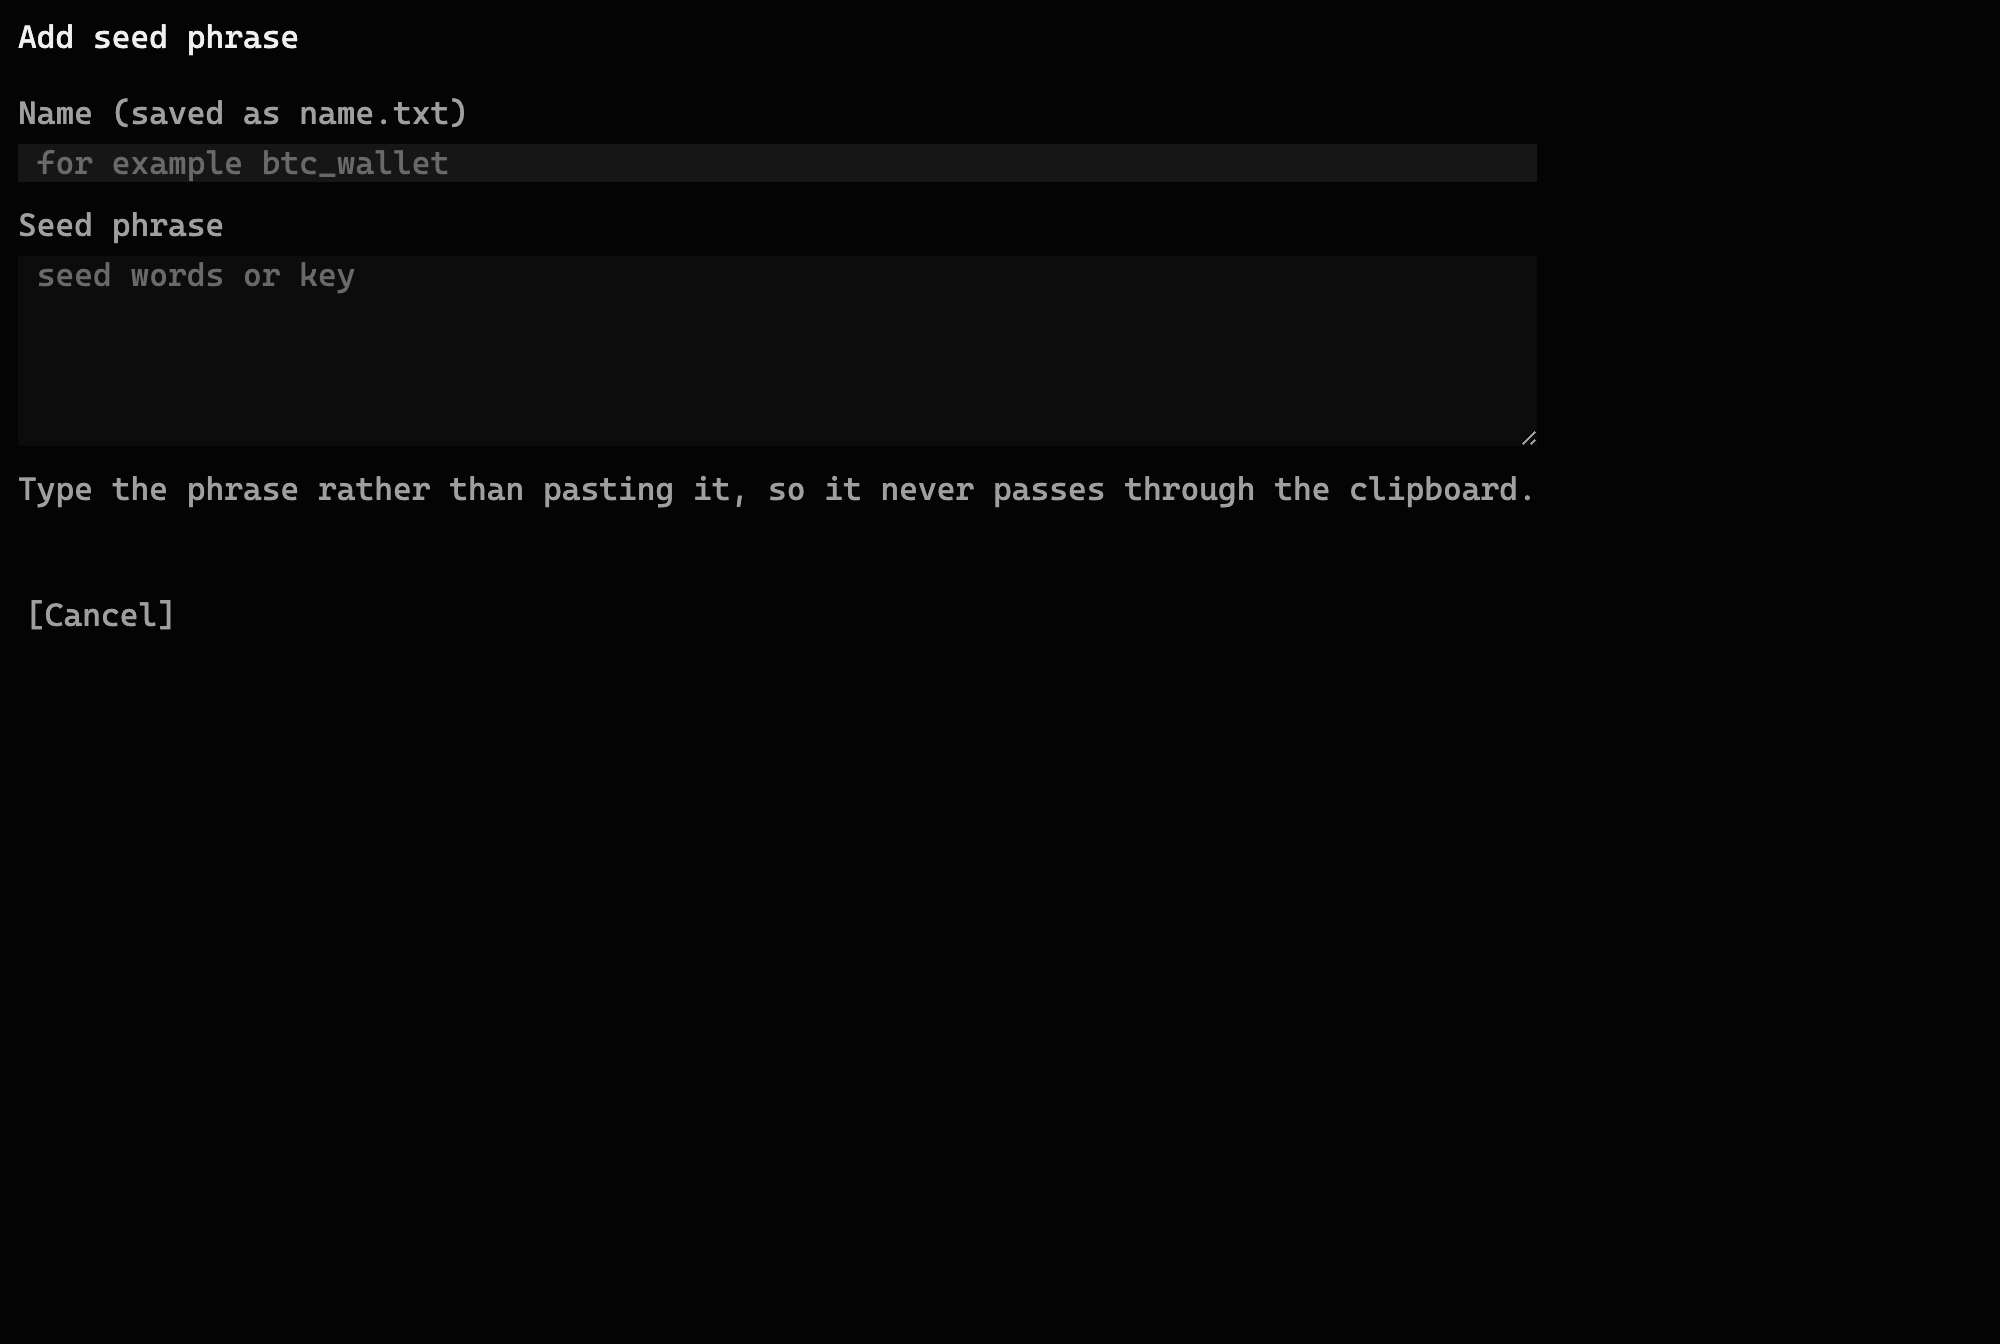 Add seed phrase
Name (saved as name.txt)
for example btc_wallet
Seed phrase
seed words or key
Type the phrase rather than pasting it, so it never passes through the clipboard.
[Cancel]